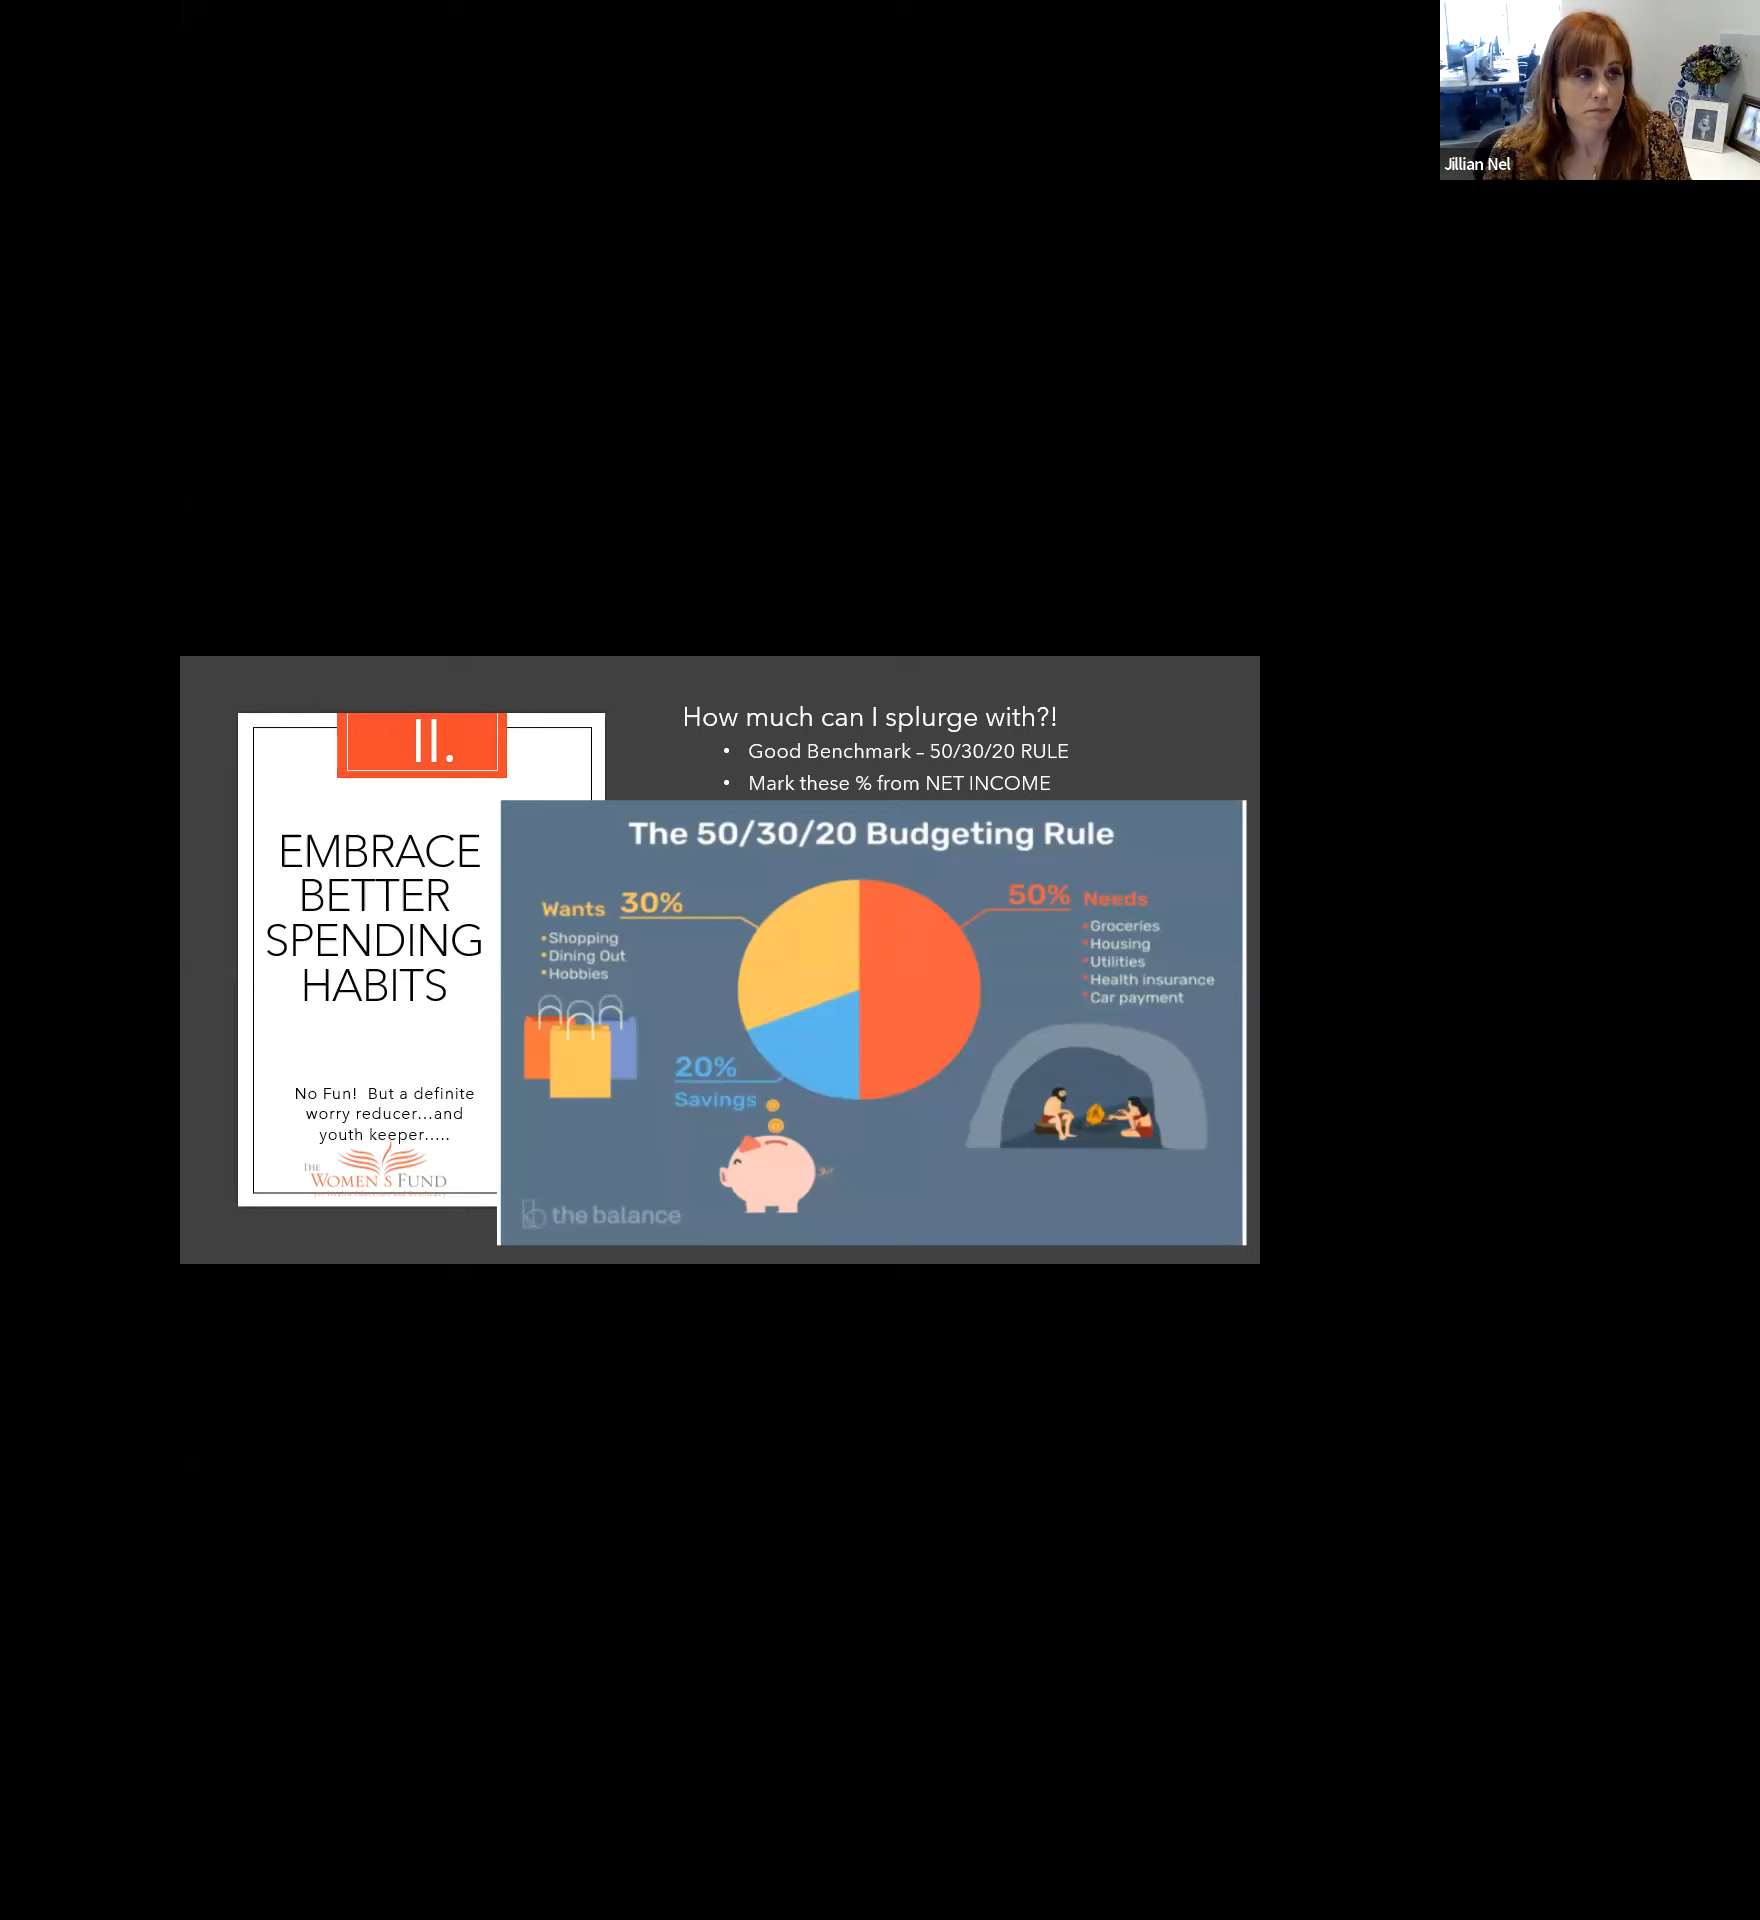 Jillian Nel
II.
EMBRACE
BETTER
SPENDING
HABITS
No Fun!  But a definite
worry reducer...and
youth keeper.....
THE
WOMEN'S FUND
How much can I splurge with?!
• Good Benchmark – 50/30/20 RULE
• Mark these % from NET INCOME
The 50/30/20 Budgeting Rule
Wants 30%
•Shopping
•Dining Out
•Hobbies
50% Needs
•Groceries
•Housing
•Utilities
•Health insurance
•Car payment
20%
Savings
the balance